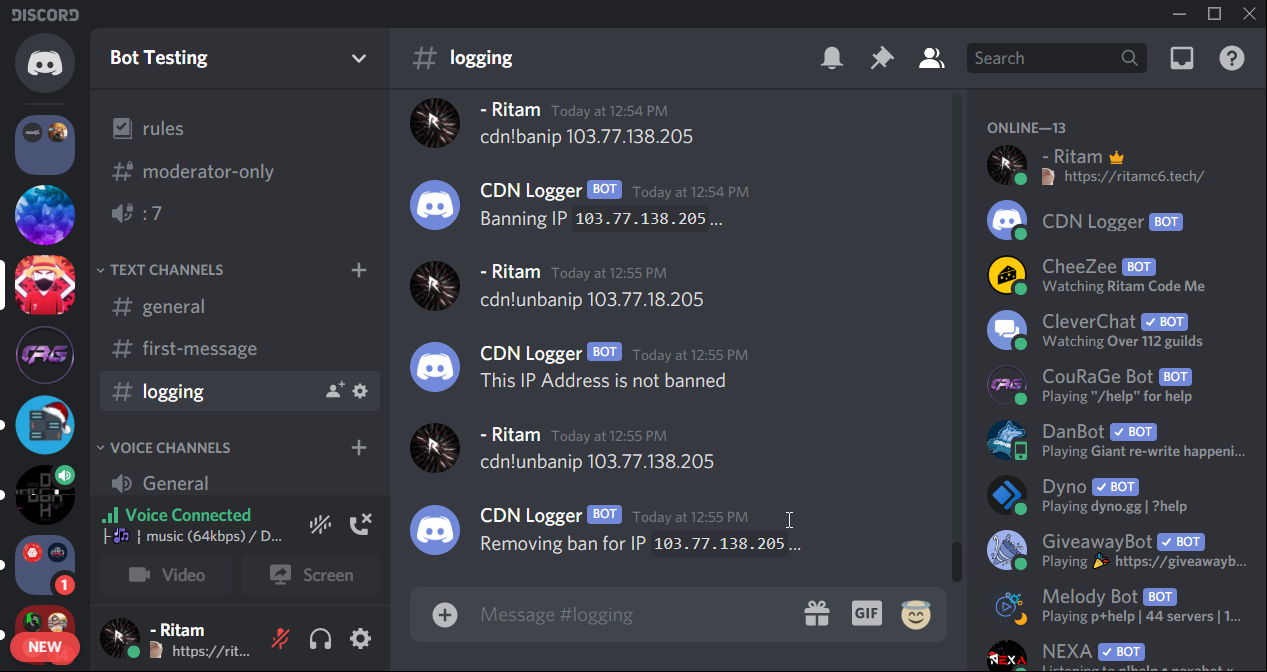 DISCORD
Bot Testing
rules
moderator-only
: 7
TEXT CHANNELS
general
first-message
logging
VOICE CHANNELS
General
Voice Connected
¦ music (64kbps) / D...
Video
Screen
- Ritam
https://rit...
NEW
1
CRG
# logging
Search
- Ritam Today at 12:54 PM
cdn!banip 103.77.138.205
CDN Logger BOT Today at 12:54 PM
Banning IP 103.77.138.205...
- Ritam Today at 12:55 PM
cdn!unbanip 103.77.18.205
CDN Logger BOT Today at 12:55 PM
This IP Address is not banned
- Ritam Today at 12:55 PM
cdn!unbanip 103.77.138.205
CDN Logger BOT Today at 12:55 PM
Removing ban for IP 103.77.138.205...
Message #logging
GIF
ONLINE—13
- Ritam
https://ritamc6.tech/
CDN Logger BOT
CheeZee BOT
Watching Ritam Code Me
CleverChat BOT
Watching Over 112 guilds
CouRaGe Bot BOT
Playing "/help" for help
DanBot BOT
Playing Giant re-write happeni...
Dyno BOT
Playing dyno.gg | ?help
GiveawayBot BOT
Playing 🎉 https://giveawayb...
Melody Bot BOT
Playing p+help | 44 servers | 1...
NEXA BOT